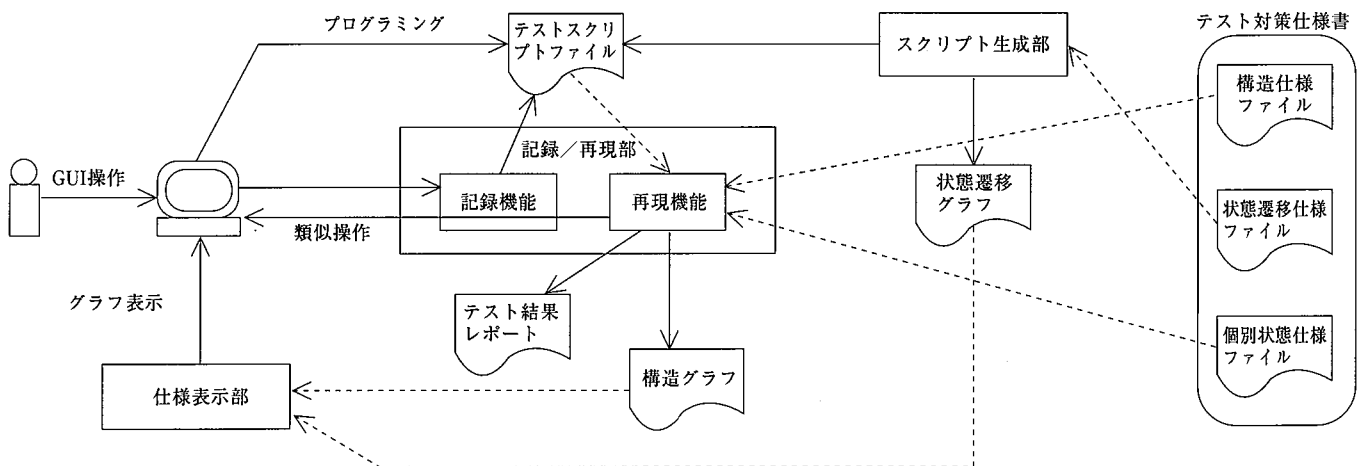 プログラミング
テストスクリ
プトファイル
スクリプト生成部
テスト対策仕様書
構造仕様
ファイル
記録／再現部
GUI操作
記録機能
再現機能
状態遷移
グラフ
状態遷移仕様
ファイル
類似操作
グラフ表示
テスト結果
レポート
個別状態仕様
ファイル
仕様表示部
構造グラフ